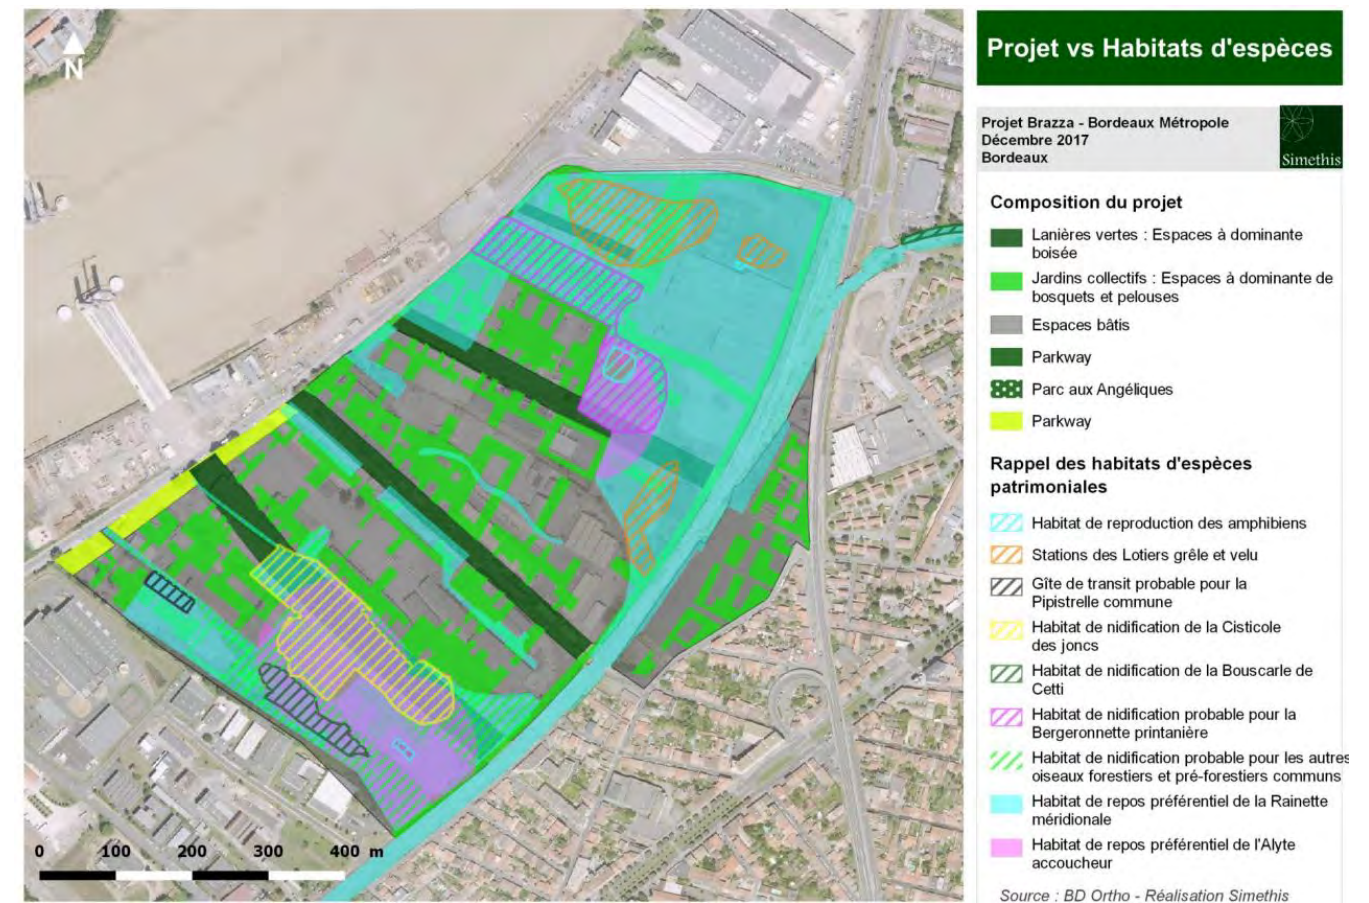 N
Projet vs Habitats d'espèces
Projet Brazza - Bordeaux Métropole
Décembre 2017
Bordeaux
Simethis
Composition du projet
Lanières vertes : Espaces à dominante
boisée
Jardins collectifs : Espaces à dominante de
bosquets et pelouses
Espaces bâtis
Parkway
Parc aux Angéliques
Parkway
Rappel des habitats d'espèces
patrimoniales
Habitat de reproduction des amphibiens
Stations des Lotiers grêle et velu
Gîte de transit probable pour la
Pipistrelle commune
Habitat de nidification de la Cisticole
des joncs
Habitat de nidification de la Bouscarle de
Cetti
Habitat de nidification probable pour la
Bergeronnette printanière
Habitat de nidification probable pour les autres
oiseaux forestiers et pré-forestiers communs
Habitat de repos préférentiel de la Rainette
méridionale
Habitat de repos préférentiel de l'Alyte
accoucheur
Source : BD Ortho - Réalisation Simethis
0 100 200 300 400 m